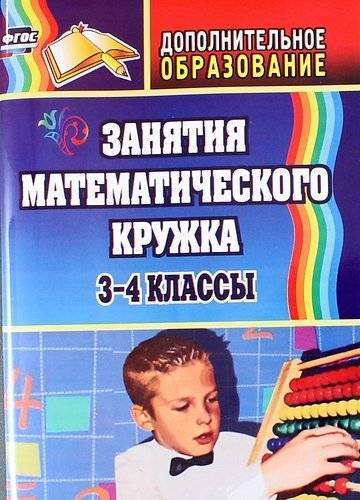 ФГОС
ДОПОЛНИТЕЛЬНОЕ
ОБРАЗОВАНИЕ
ЗАНЯТИЯ
МАТЕМАТИЧЕСКОГО
КРУЖКА
3-4 КЛАССЫ